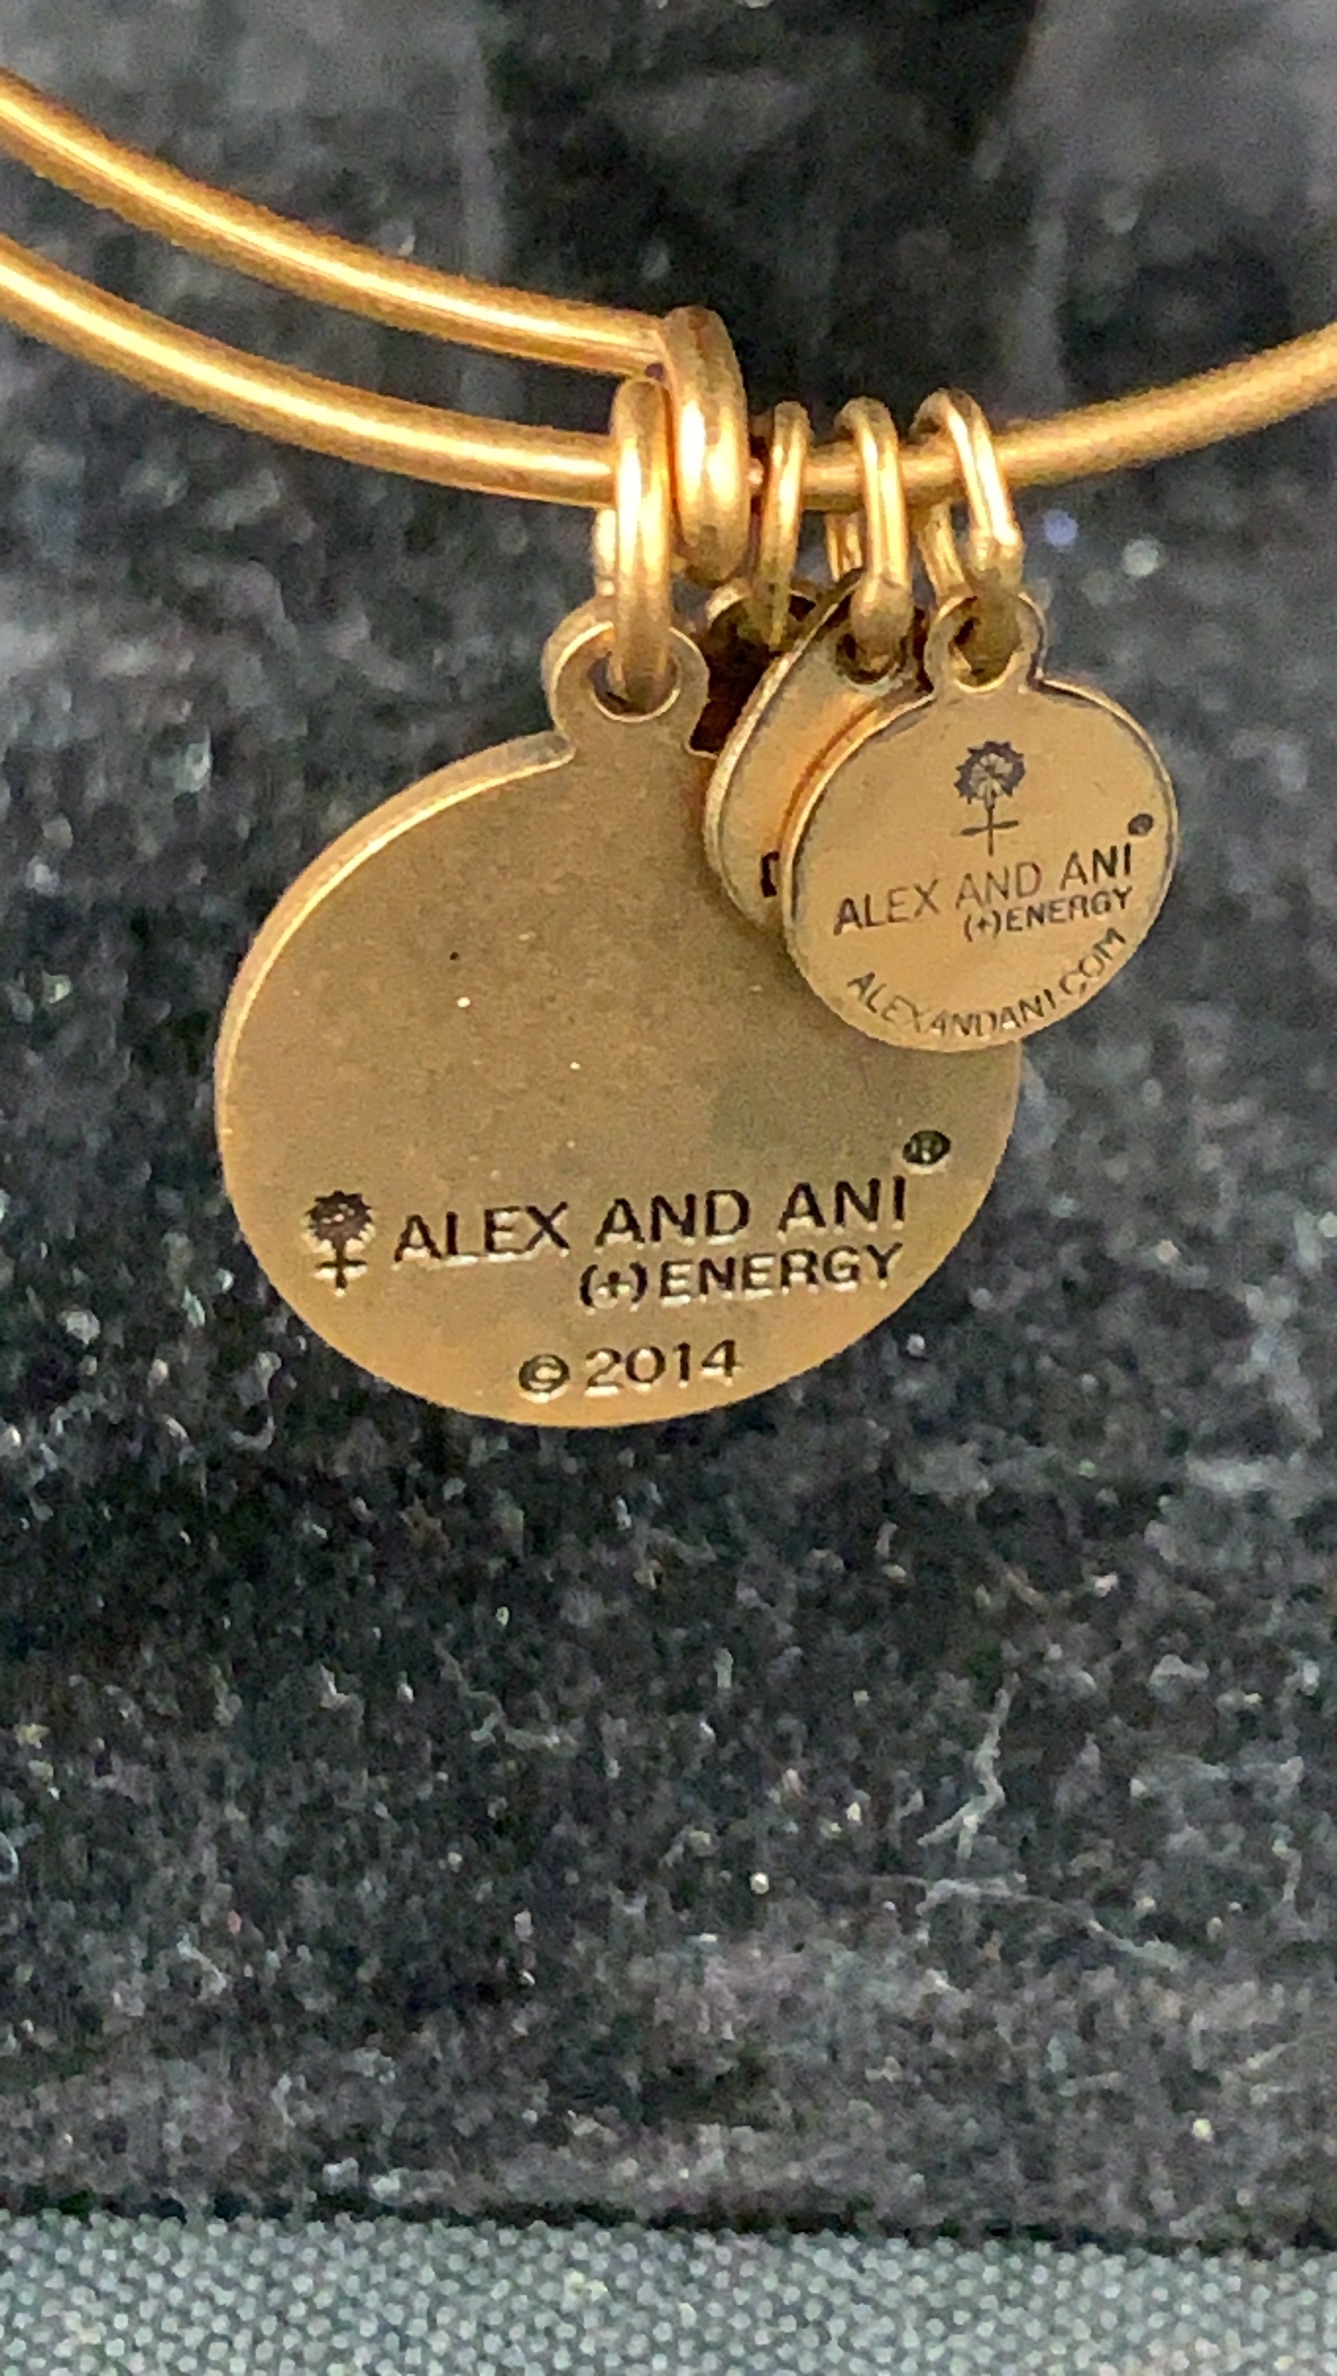 ALEX AND ANI®
(+)ENERGY
ALEXANDANI.COM
ALEX AND ANI®
(+)ENERGY
©2014